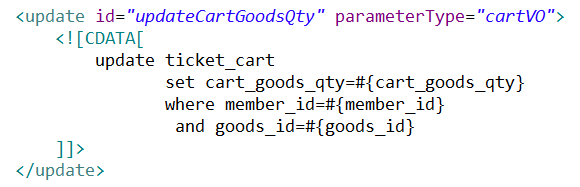 <update id="updateCartGoodsQty" parameterType="cartVO">
<![CDATA[
update ticket_cart
set cart_goods_qty=#{cart_goods_qty}
where member_id=#{member_id}
and goods_id=#{goods_id}
]]>
</update>